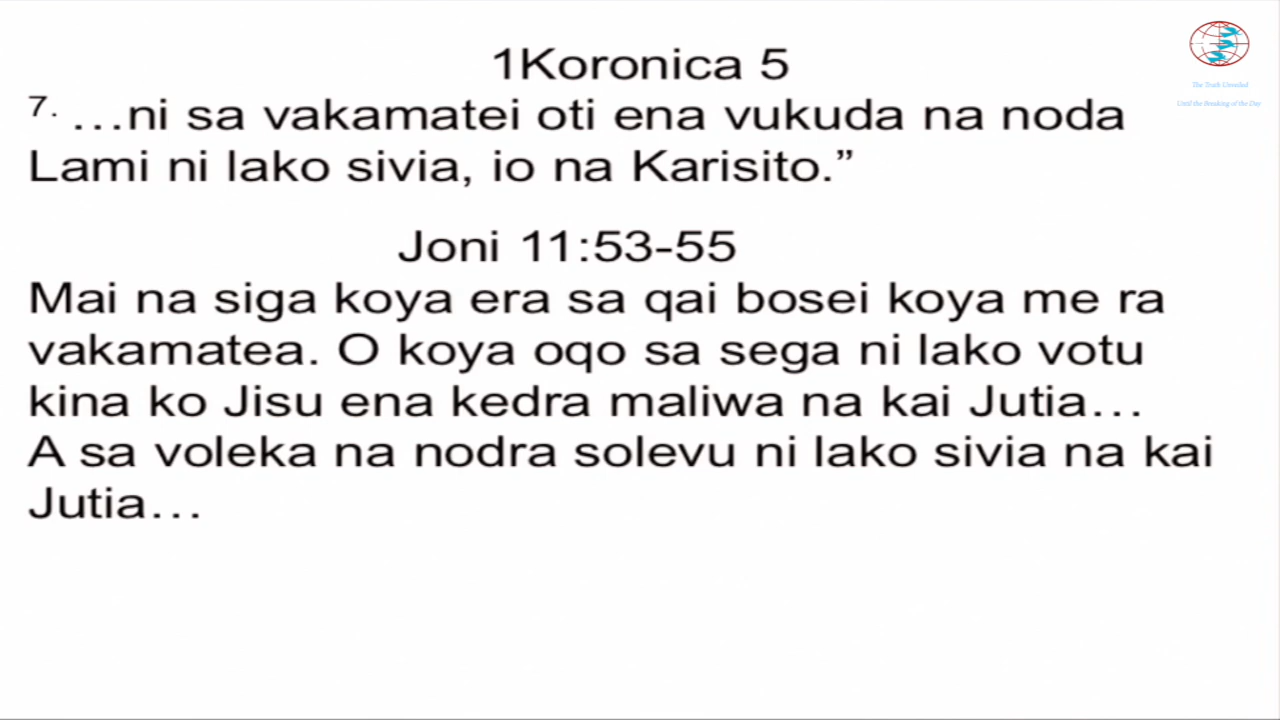 1Koronica 5
7. ...ni sa vakamatei oti ena vukuda na noda
Lami ni lako sivia, io na Karisito.”
Joni 11:53-55
Mai na siga koya era sa qai bosei koya me ra
vakamatea. O koya oqo sa sega ni lako votu
kina ko Jisu ena kedra maliwa na kai Jutia...
A sa voleka na nodra solevu ni lako sivia na kai
Jutia...
The Truth Unveiled
Until the Breaking of the Day